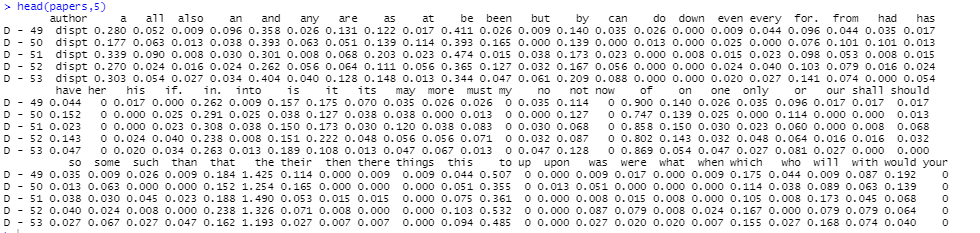 > head(papers,5)
author a all also an and any are as at be been but by can do down even every for. from had has
D - 49 dispt 0.280 0.052 0.009 0.096 0.358 0.026 0.131 0.122 0.017 0.411 0.026 0.009 0.140 0.035 0.026 0.000 0.009 0.044 0.096 0.044 0.035 0.017
D - 50 dispt 0.177 0.063 0.013 0.038 0.393 0.063 0.051 0.139 0.114 0.393 0.165 0.000 0.139 0.000 0.013 0.000 0.025 0.000 0.076 0.101 0.101 0.013
D - 51 dispt 0.339 0.090 0.008 0.030 0.301 0.008 0.068 0.203 0.023 0.474 0.015 0.038 0.173 0.023 0.000 0.008 0.015 0.023 0.098 0.053 0.008 0.015
D - 52 dispt 0.270 0.024 0.016 0.024 0.262 0.056 0.064 0.111 0.056 0.365 0.127 0.032 0.167 0.056 0.000 0.000 0.024 0.040 0.103 0.079 0.016 0.024
D - 53 dispt 0.303 0.054 0.027 0.034 0.404 0.040 0.128 0.148 0.013 0.344 0.047 0.061 0.209 0.088 0.000 0.000 0.020 0.027 0.141 0.074 0.000 0.054
have her his if. in. into is it its may more must my no not now of on one only or our shall should
D - 49 0.044 0 0.017 0.000 0.262 0.009 0.157 0.175 0.070 0.035 0.026 0.026 0 0.035 0.114 0 0.900 0.140 0.026 0.035 0.096 0.017 0.017 0.017
D - 50 0.152 0 0.000 0.025 0.291 0.025 0.038 0.127 0.038 0.038 0.000 0.013 0 0.000 0.127 0 0.747 0.139 0.025 0.000 0.114 0.000 0.000 0.013
D - 51 0.023 0 0.000 0.023 0.308 0.038 0.150 0.173 0.030 0.120 0.038 0.083 0 0.030 0.068 0 0.858 0.150 0.030 0.023 0.060 0.000 0.008 0.068
D - 52 0.143 0 0.024 0.040 0.238 0.008 0.151 0.222 0.048 0.056 0.056 0.071 0 0.032 0.087 0 0.802 0.143 0.032 0.048 0.064 0.016 0.016 0.032
D - 53 0.047 0 0.020 0.034 0.263 0.013 0.189 0.108 0.013 0.047 0.067 0.013 0 0.047 0.128 0 0.869 0.054 0.047 0.027 0.081 0.027 0.000 0.000
so some such than that the their then there things this to up upon was were what when which who will with would your
D - 49 0.035 0.009 0.026 0.009 0.184 1.425 0.114 0.000 0.009 0.009 0.044 0.507 0 0.000 0.009 0.017 0.000 0.009 0.175 0.044 0.009 0.087 0.192 0
D - 50 0.013 0.063 0.000 0.000 0.152 1.254 0.165 0.000 0.000 0.000 0.051 0.355 0 0.013 0.051 0.000 0.000 0.000 0.114 0.038 0.089 0.063 0.139 0
D - 51 0.038 0.030 0.045 0.023 0.188 1.490 0.053 0.015 0.015 0.000 0.075 0.361 0 0.000 0.008 0.015 0.008 0.000 0.105 0.008 0.173 0.045 0.068 0
D - 52 0.040 0.024 0.008 0.000 0.238 1.326 0.071 0.008 0.000 0.000 0.103 0.532 0 0.000 0.087 0.079 0.008 0.024 0.167 0.000 0.079 0.079 0.064 0
D - 53 0.027 0.067 0.027 0.047 0.162 1.193 0.027 0.007 0.007 0.000 0.094 0.485 0 0.000 0.027 0.020 0.020 0.007 0.155 0.027 0.168 0.074 0.040 0